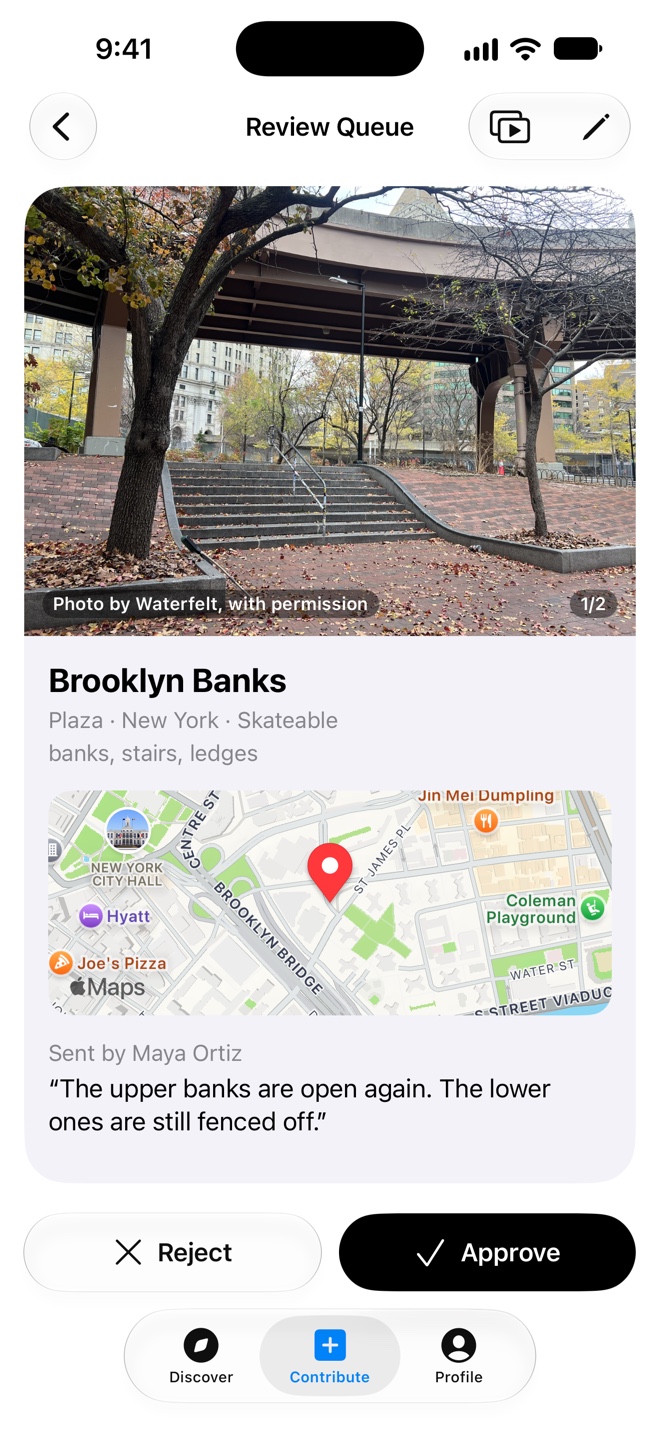 9:41
Review Queue
Photo by Waterfelt, with permission
1/2
Brooklyn Banks
Plaza · New York · Skateable
banks, stairs, ledges
Jin Mei Dumpling
CENTRE ST
NEW YORK
CITY HALL
ST JAMES PL
Hyatt
BROOKLYN BRIDGE
Coleman
Playground
Joe's Pizza
WATER ST
Maps
S STREET VIADUC
Sent by Maya Ortiz
“The upper banks are open again. The lower
ones are still fenced off.”
Reject
Approve
Discover
Contribute
Profile